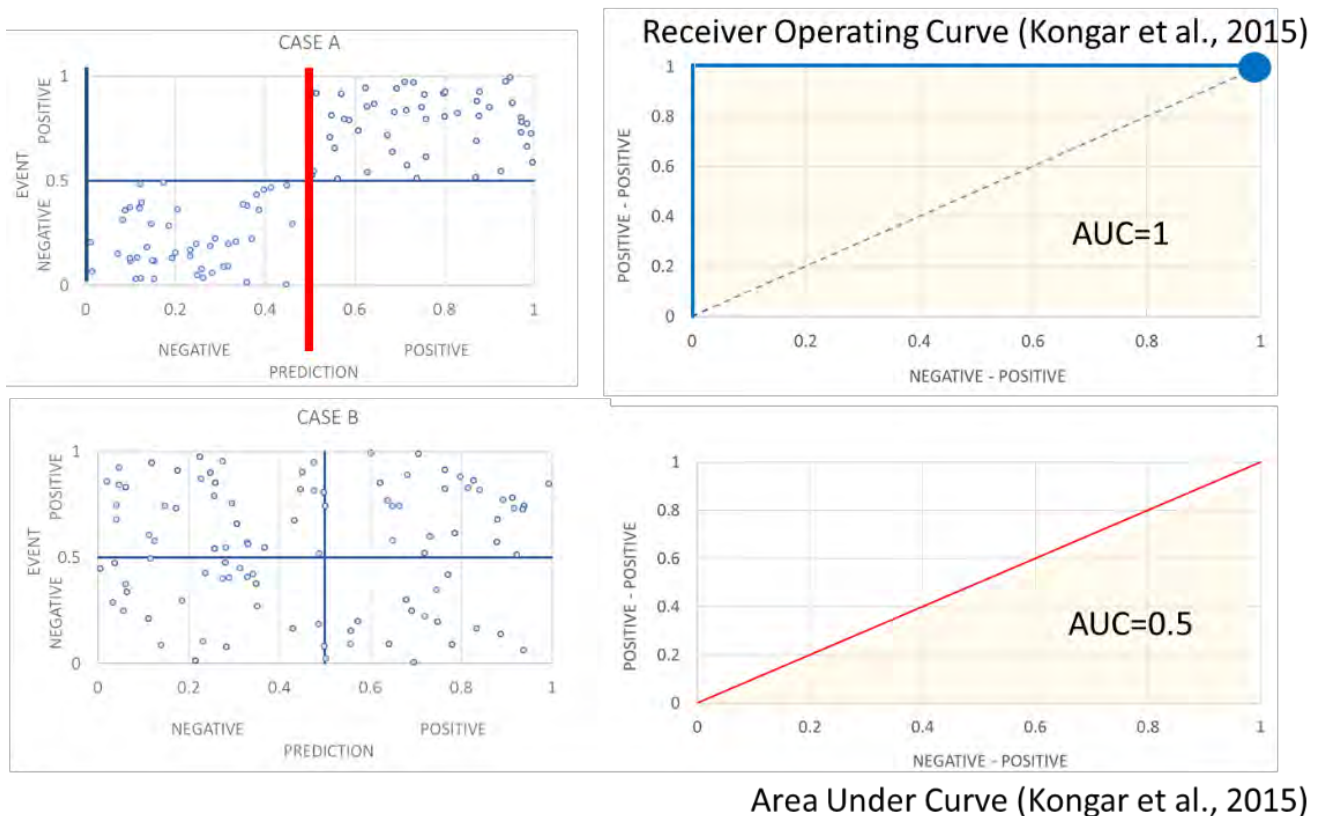 Receiver Operating Curve (Kongar et al., 2015)
CASE A
EVENT
NEGATIVE POSITIVE
1
0.5
0
0 0.2 0.4 0.6 0.8 1
NEGATIVE POSITIVE
PREDICTION
POSITIVE - POSITIVE
1
0.8
0.6
0.4
0.2
0
AUC=1
0 0.2 0.4 0.6 0.8 1
NEGATIVE - POSITIVE
CASE B
EVENT
NEGATIVE POSITIVE
1
0.5
0
0 0.2 0.4 0.6 0.8 1
NEGATIVE POSITIVE
PREDICTION
POSITIVE - POSITIVE
1
0.8
0.6
0.4
0.2
0
AUC=0.5
0 0.2 0.4 0.6 0.8 1
NEGATIVE - POSITIVE
Area Under Curve (Kongar et al., 2015)